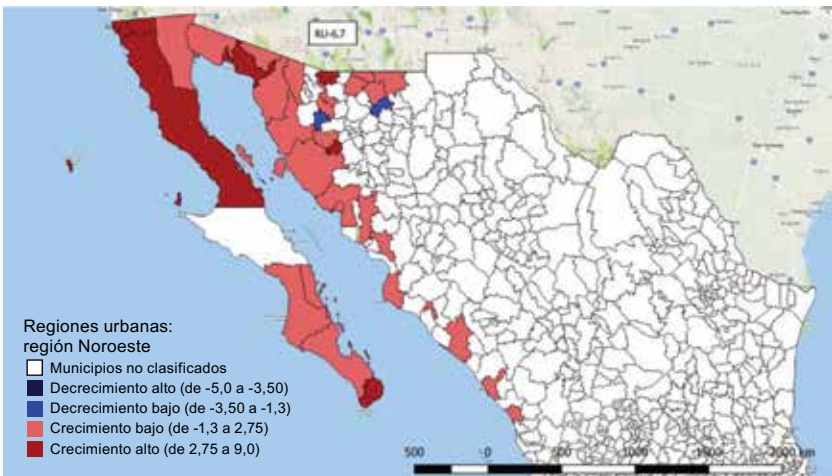 RU-6,7
Regiones urbanas:
región Noroeste
Municipios no clasificados
Decrecimiento alto (de -5,0 a -3,50)
Decrecimiento bajo (de -3,50 a -1,3)
Crecimiento bajo (de -1,3 a 2,75)
Crecimiento alto (de 2,75 a 9,0)
500 0 500 1000 1500 2000 km